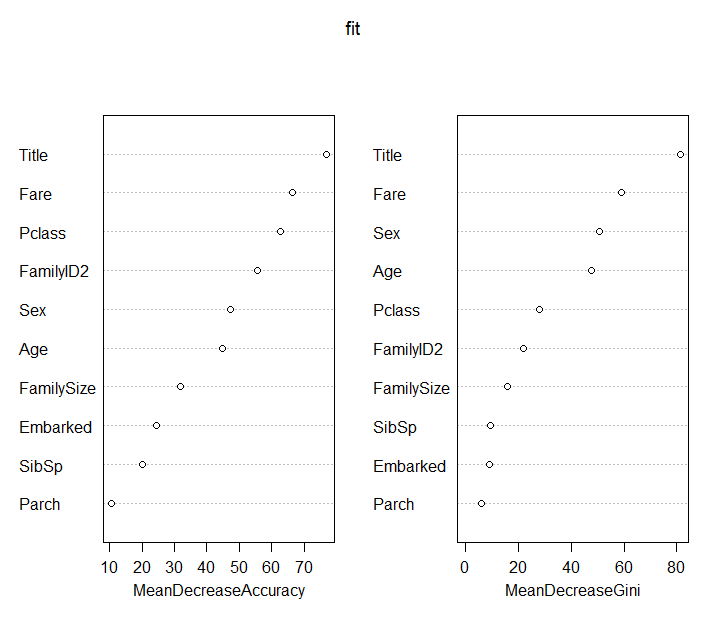 fit
Title
Fare
Pclass
FamilyID2
Sex
Age
FamilySize
Embarked
SibSp
Parch
10 20 30 40 50 60 70
MeanDecreaseAccuracy
Title
Fare
Sex
Age
Pclass
FamilyID2
FamilySize
SibSp
Embarked
Parch
0 20 40 60 80
MeanDecreaseGini